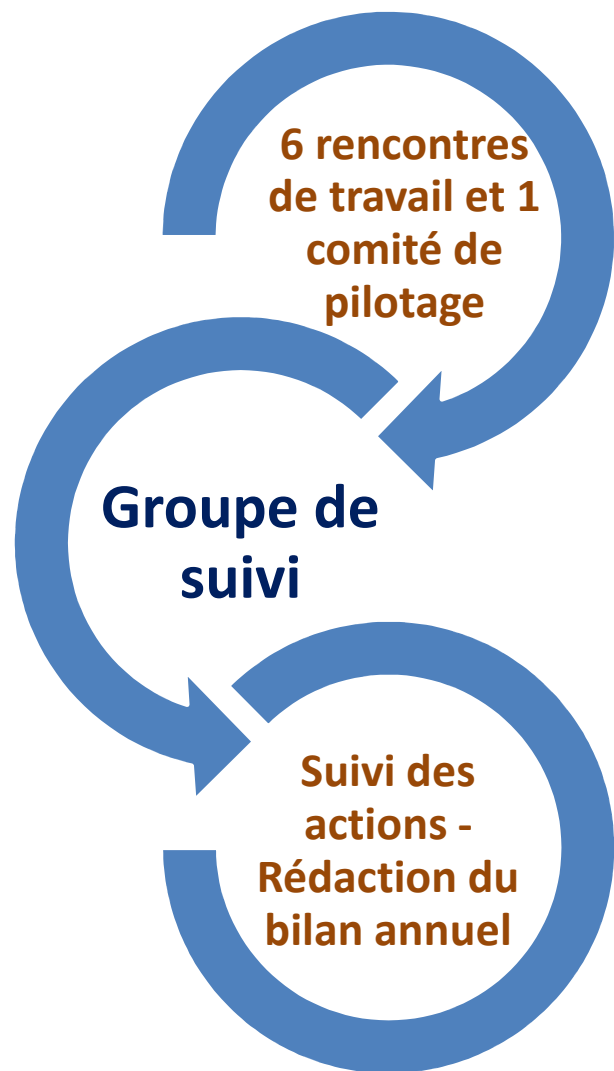 6 rencontres
de travail et 1
comité de
pilotage
Groupe de
suivi
Suivi des
actions -
Rédaction du
bilan annuel